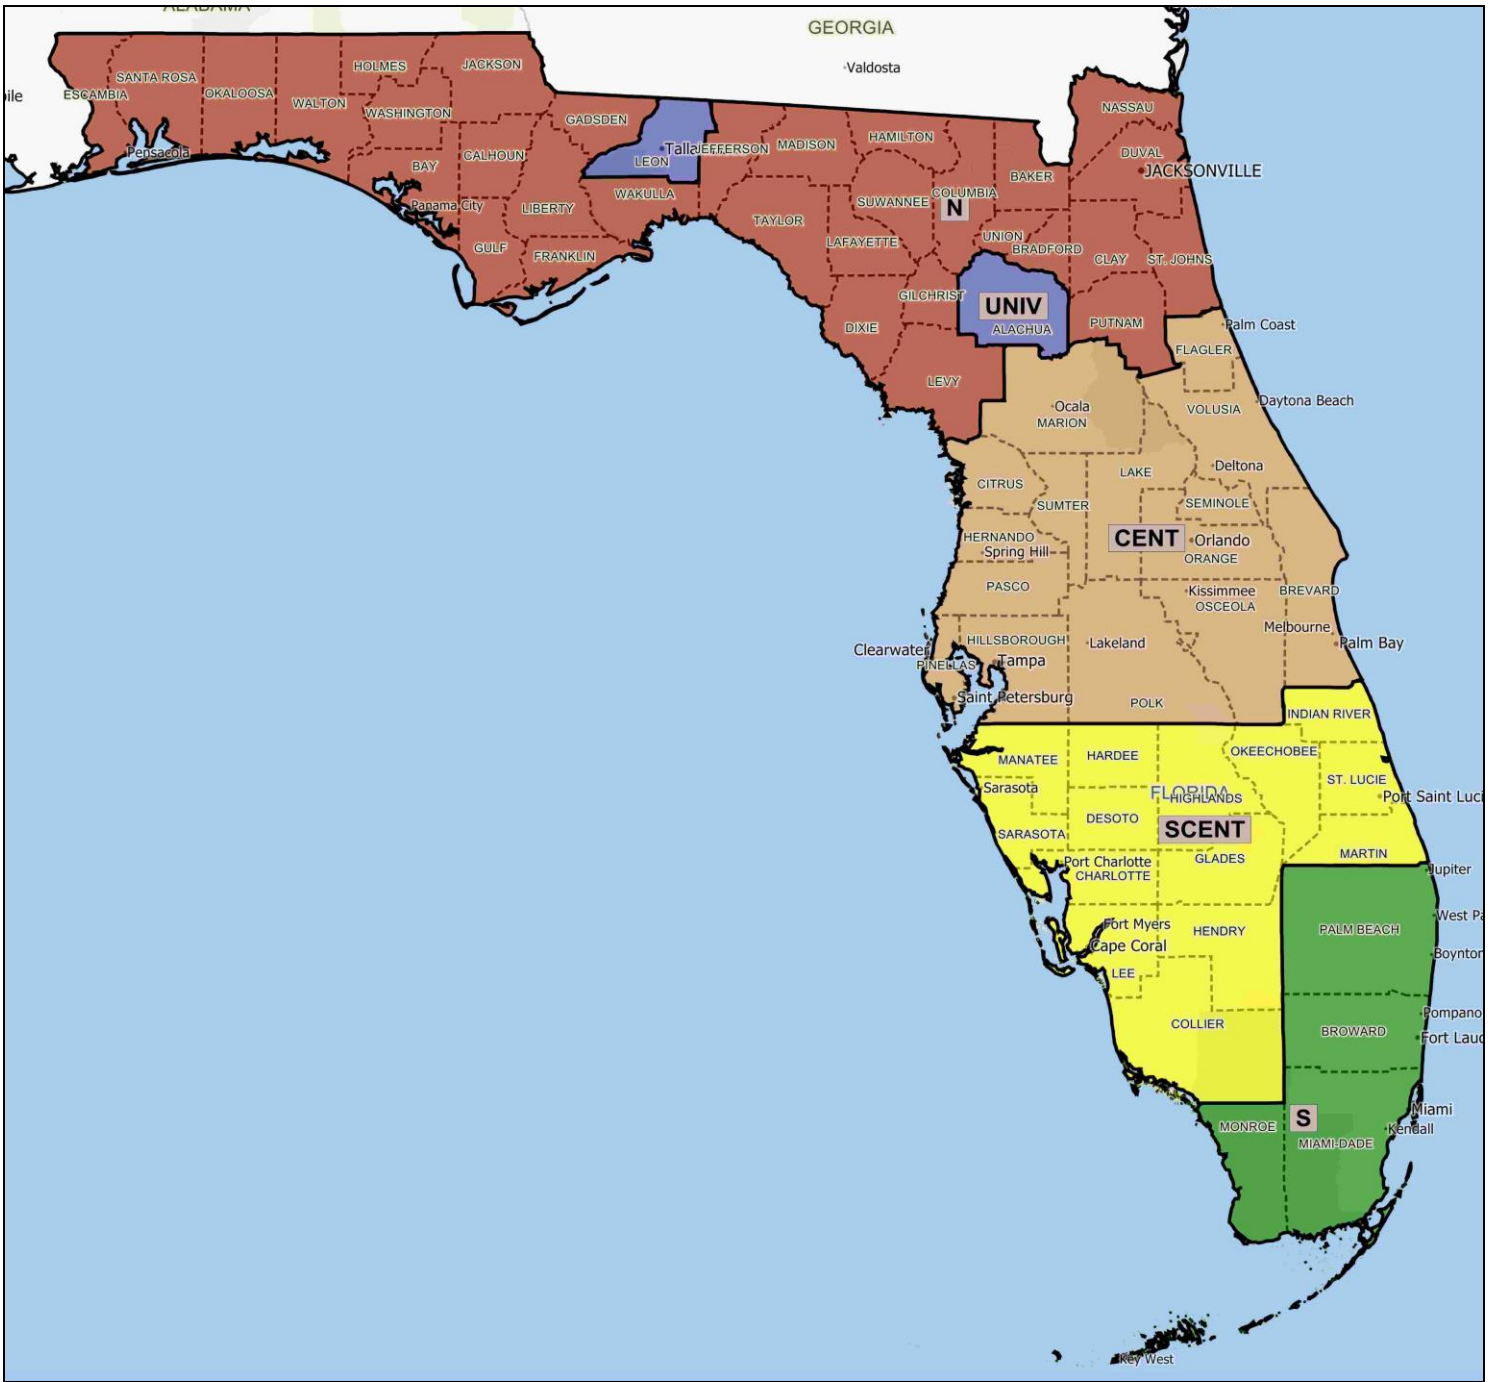 ALABAMA
GEORGIA
Valdosta
ile
ESCAMBIA
SANTA ROSA
OKALOOSA
WALTON
HOLMES
WASHINGTON
JACKSON
BAY
CALHOUN
GULF
LIBERTY
FRANKLIN
GADSDEN
LEON
WAKULLA
Pensacola
Panama City
Talla
JEFFERSON
MADISON
HAMILTON
TAYLOR
SUWANNEE
COLUMBIA
N
LAFAYETTE
BAKER
NASSAU
DUVAL
JACKSONVILLE
UNION
BRADFORD
CLAY
ST. JOHNS
GILCHRIST
DIXIE
UNIV
ALACHUA
PUTNAM
LEVY
Palm Coast
FLAGLER
Ocala
MARION
VOLUSIA
Daytona Beach
CITRUS
SUMTER
LAKE
Deltona
SEMINOLE
HERNANDO
Spring Hill
CENT
Orlando
ORANGE
PASCO
Kissimmee
OSCEOLA
BREVARD
Melbourne
Palm Bay
Clearwater
HILLSBOROUGH
PINELLAS
Tampa
Lakeland
Saint Petersburg
POLK
INDIAN RIVER
MANATEE
HARDEE
OKEECHOBEE
ST. LUCIE
Sarasota
FLORIDA
HIGHLANDS
Port Saint Luci
SARASOTA
DESOTO
SCENT
MARTIN
Port Charlotte
CHARLOTTE
GLADES
Jupiter
Fort Myers
Cape Coral
LEE
HENDRY
PALM BEACH
West Pa
Boynton
COLLIER
Pompano
BROWARD
Fort Laud
MONROE
S
MIAMI-DADE
Miami
Kendall
Key West